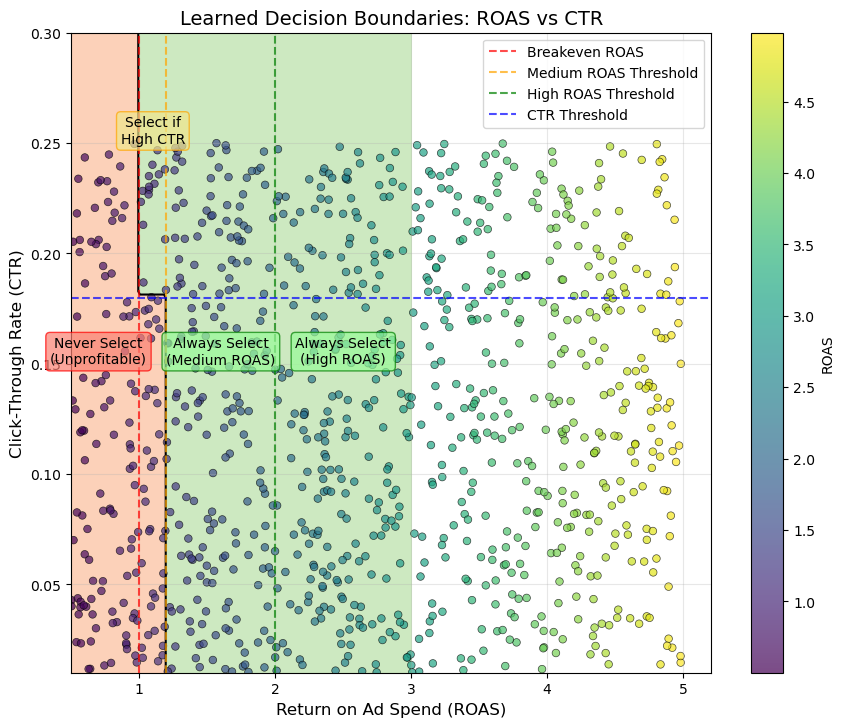 Learned Decision Boundaries: ROAS vs CTR
0.30
Breakeven ROAS
Medium ROAS Threshold
High ROAS Threshold
CTR Threshold
4.5
Select if
High CTR
0.25
4.0
3.5
0.20
3.0
Click-Through Rate (CTR)
Never Select
(Unprofitable)
Always Select
(Medium ROAS)
Always Select
(High ROAS)
ROAS
2.5
2.0
0.10
1.5
0.05
1.0
1
2
3
4
5
Return on Ad Spend (ROAS)